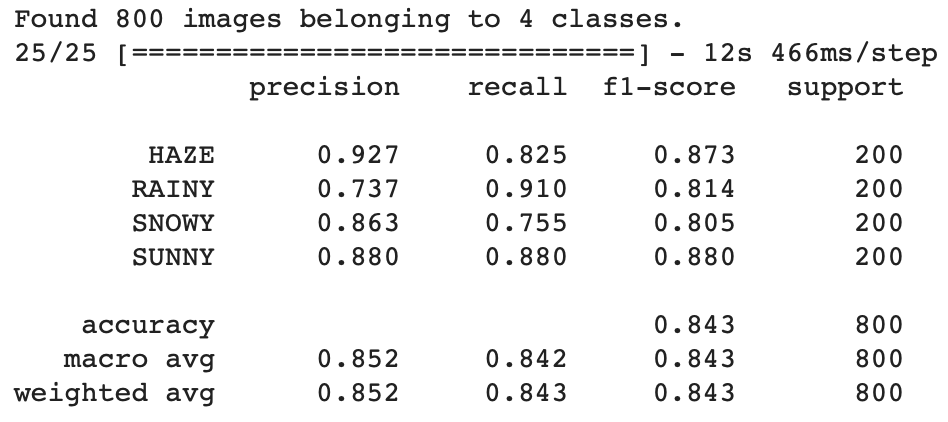 Found 800 images belonging to 4 classes.
25/25 [==============================] - 12s 466ms/step
precision recall f1-score support
HAZE 0.927 0.825 0.873 200
RAINY 0.737 0.910 0.814 200
SNOWY 0.863 0.755 0.805 200
SUNNY 0.880 0.880 0.880 200
accuracy 0.843 800
macro avg 0.852 0.842 0.843 800
weighted avg 0.852 0.843 0.843 800